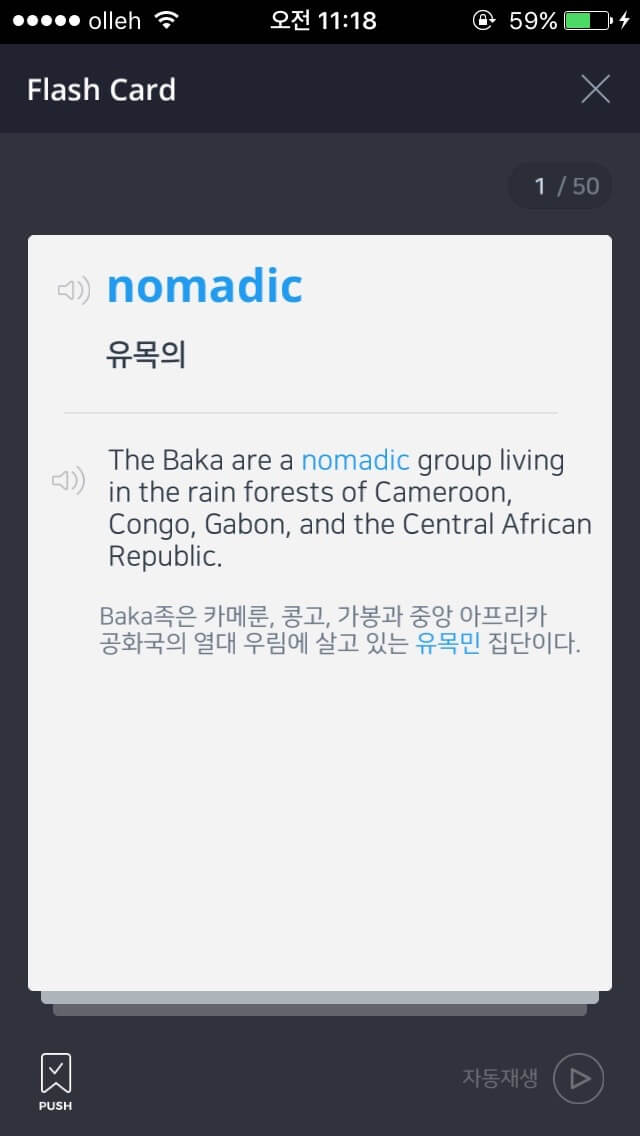 olleh 오전 11:18 59%
Flash Card
1 / 50
nomadic
유목의
The Baka are a nomadic group living
in the rain forests of Cameroon,
Congo, Gabon, and the Central African
Republic.
Baka족은 카메룬, 콩고, 가봉과 중앙 아프리카
공화국의 열대 우림에 살고 있는 유목민 집단이다.
PUSH
자동재생